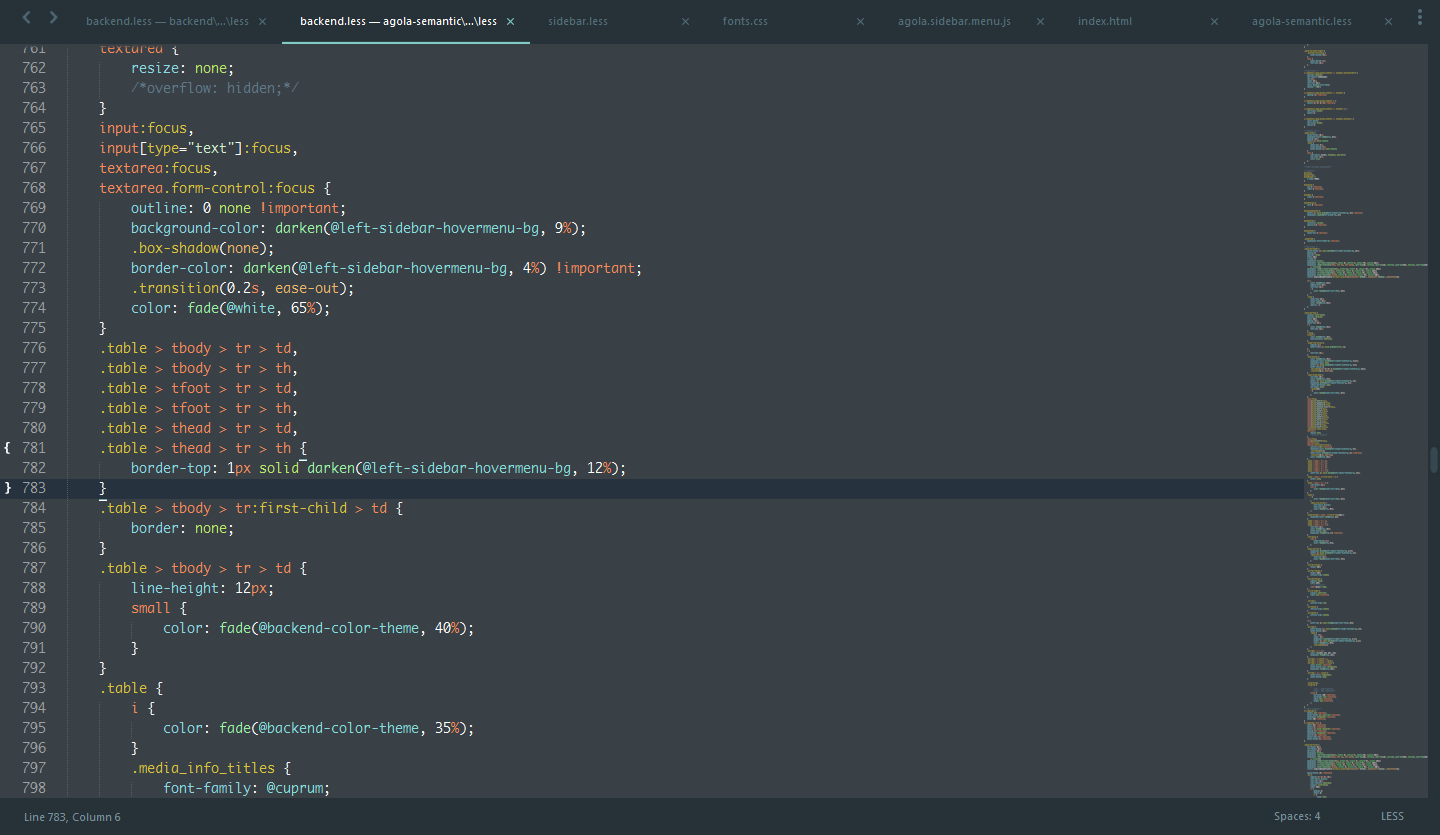 backend.less — backend\...\less × backend.less — agola-semantic\...\less × sidebar.less × fonts.css × agola.sidebar.menu.js × index.html × agola-semantic.less ×
761 textarea {
762 resize: none;
763 /*overflow: hidden;*/
764 }
765 input:focus,
766 input[type="text"]:focus,
767 textarea:focus,
768 textarea.form-control:focus {
769 outline: 0 none !important;
770 background-color: darken(@left-sidebar-hovermenu-bg, 9%);
771 .box-shadow(none);
772 border-color: darken(@left-sidebar-hovermenu-bg, 4%) !important;
773 .transition(0.2s, ease-out);
774 color: fade(@white, 65%);
775 }
776 .table > tbody > tr > td,
777 .table > tbody > tr > th,
778 .table > tfoot > tr > td,
779 .table > tfoot > tr > th,
780 .table > thead > tr > td,
{ 781 .table > thead > tr > th {
782 border-top: 1px solid darken(@left-sidebar-hovermenu-bg, 12%);
} 783 }
784 .table > tbody > tr:first-child > td {
785 border: none;
786 }
787 .table > tbody > tr > td {
788 line-height: 12px;
789 small {
790 color: fade(@backend-color-theme, 40%);
791 }
792 }
793 .table {
794 i {
795 color: fade(@backend-color-theme, 35%);
796 }
797 .media_info_titles {
798 font-family: @cuprum;
Line 783, Column 6 Spaces: 4 LESS